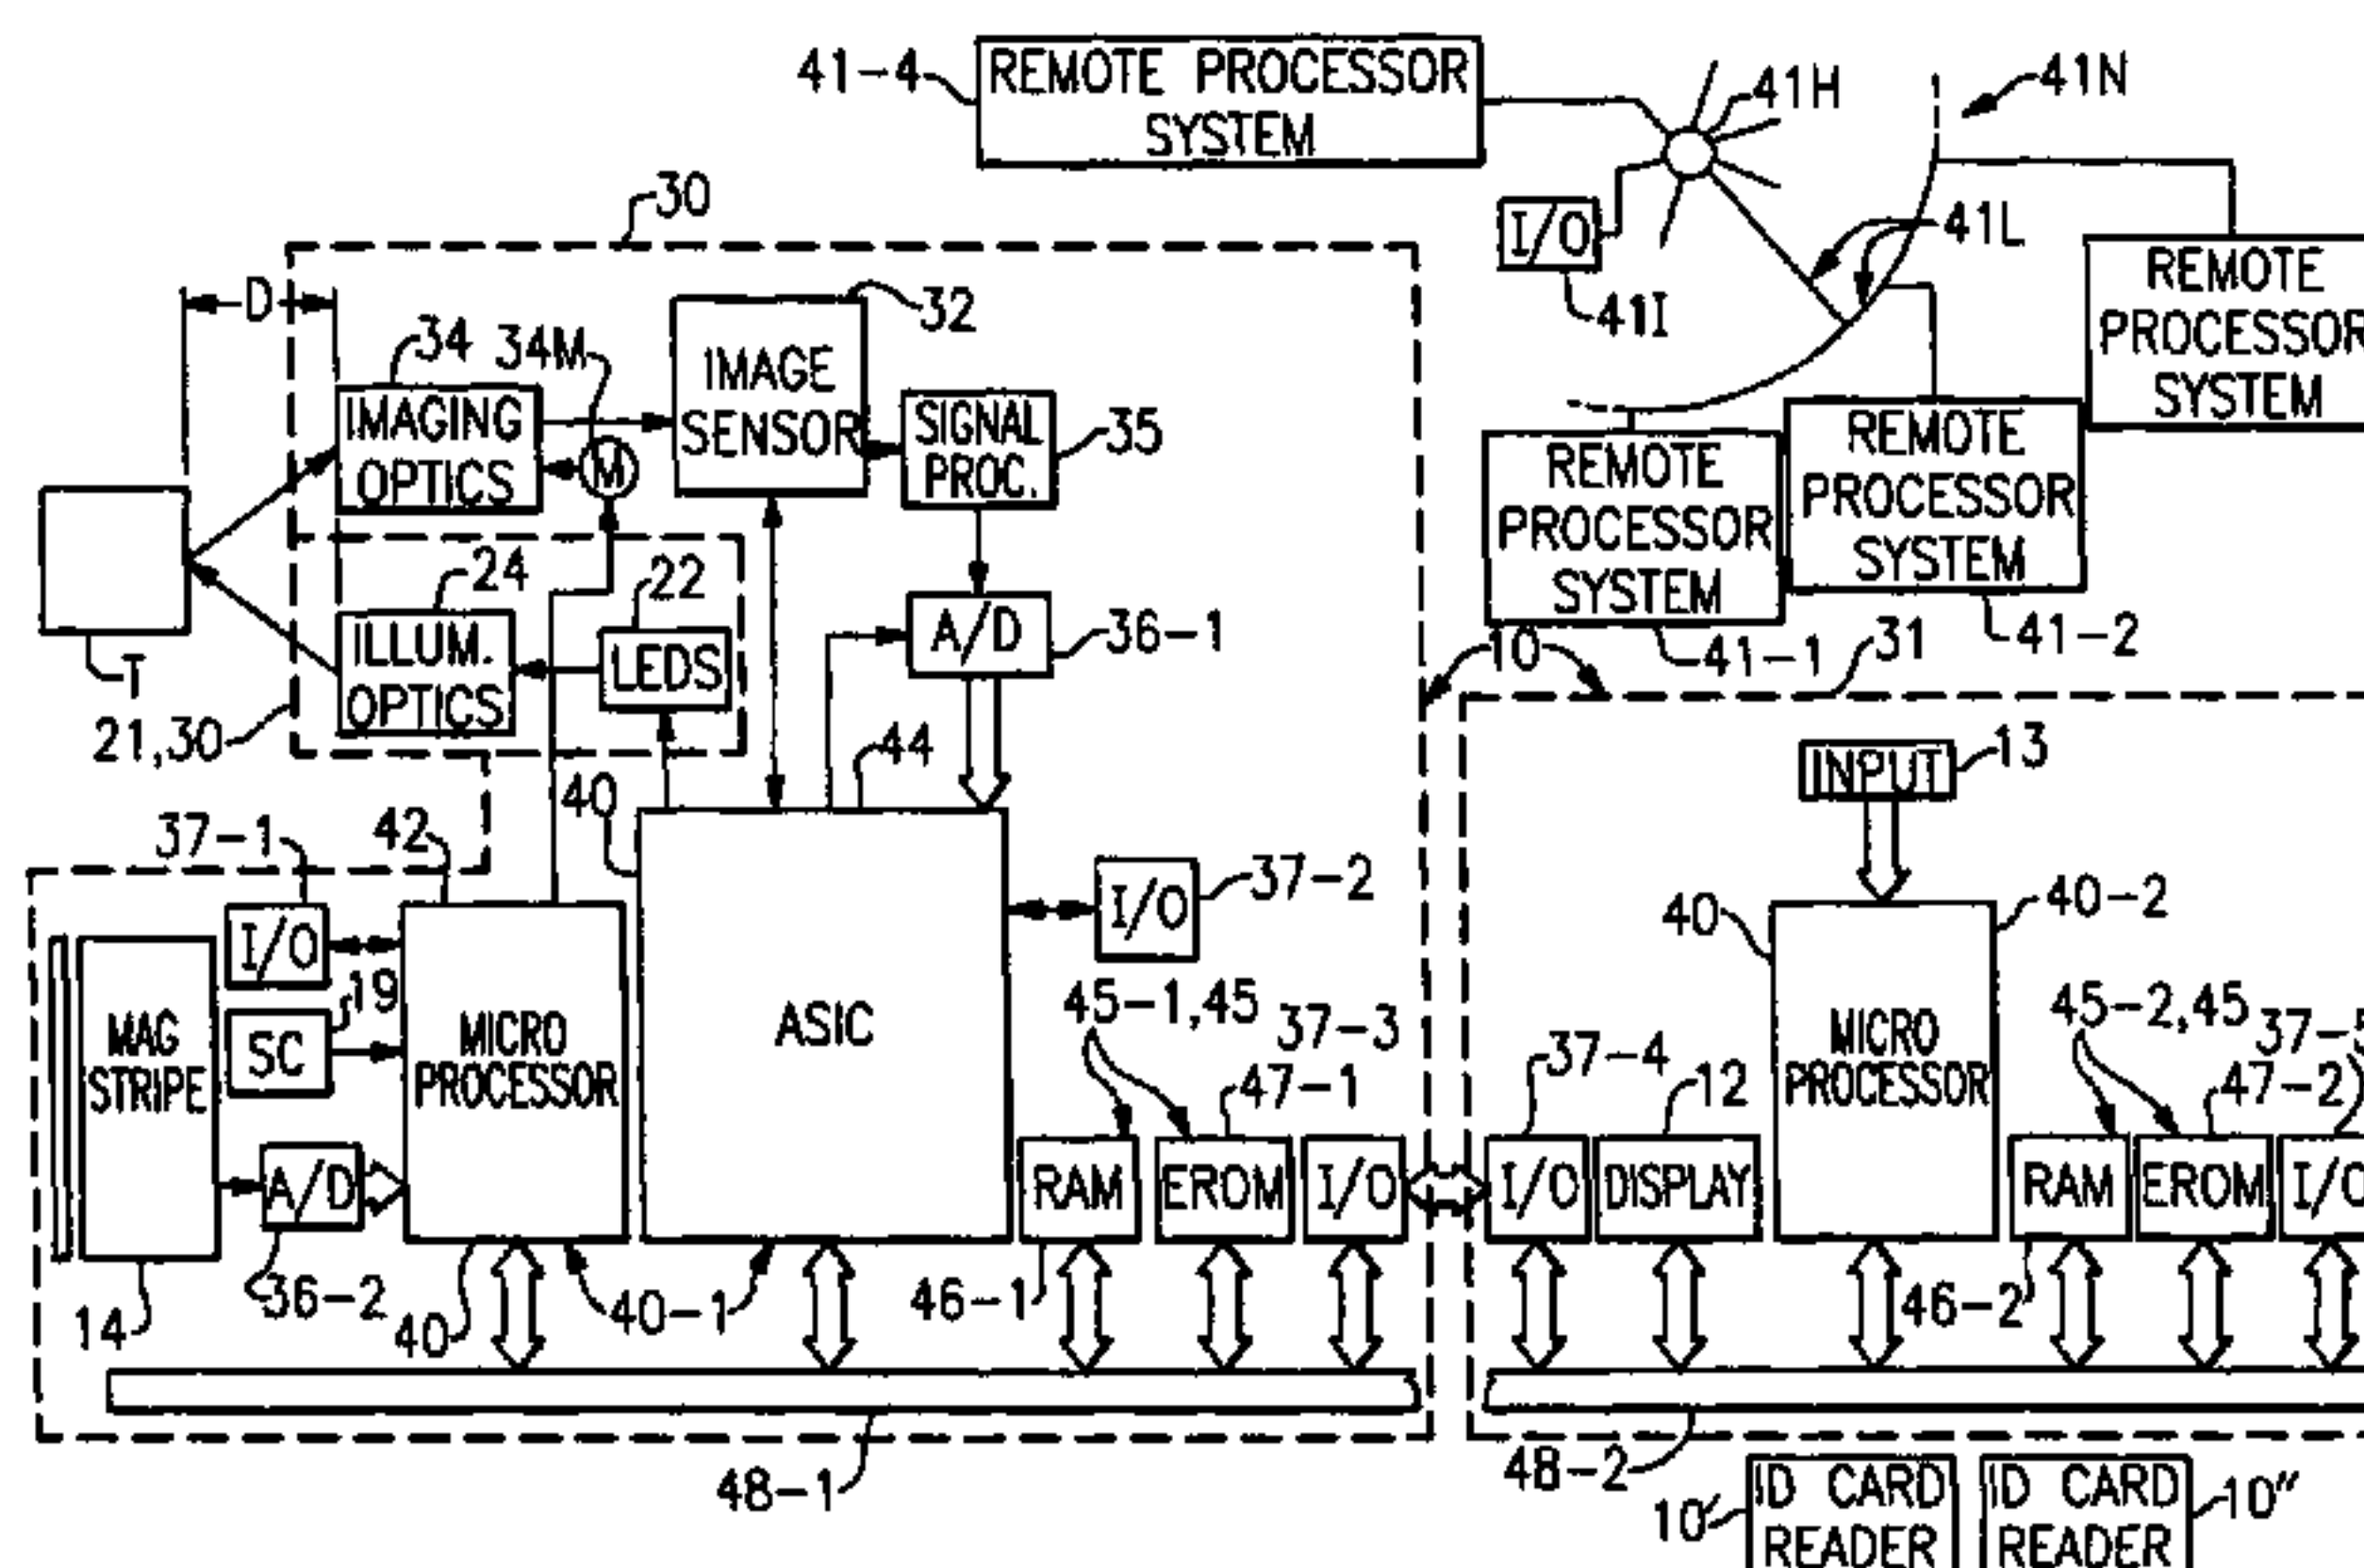 41-4
REMOTE PROCESSOR
SYSTEM
41H
41N
30
I/O
41I
41L
REMOTE
PROCESSOR
SYSTEM
D
32
34
34M
IMAGE
SENSOR
IMAGING
OPTICS
M
SIGNAL
PROC.
35
REMOTE
PROCESSOR
SYSTEM
41-1
REMOTE
PROCESSOR
SYSTEM
41-2
T
24
22
ILLUM.
OPTICS
LEDS
A/D
36-1
21,30
10
31
44
40
INPUT
13
37-1
42
I/O
37-2
I/O
40
40-2
19
SC
MAG
STRIPE
MICRO
PROCESSOR
ASIC
45-1,45
37-3
47-1
37-4
12
MICRO
PROCESSOR
45-2,45
37-5
47-2
A/D
RAM
EROM
I/O
I/O
DISPLAY
RAM
EROM
I/O
14
36-2
40
40-1
46-1
46-2
48-1
48-2
10'
ID CARD
READER
ID CARD
READER
10"